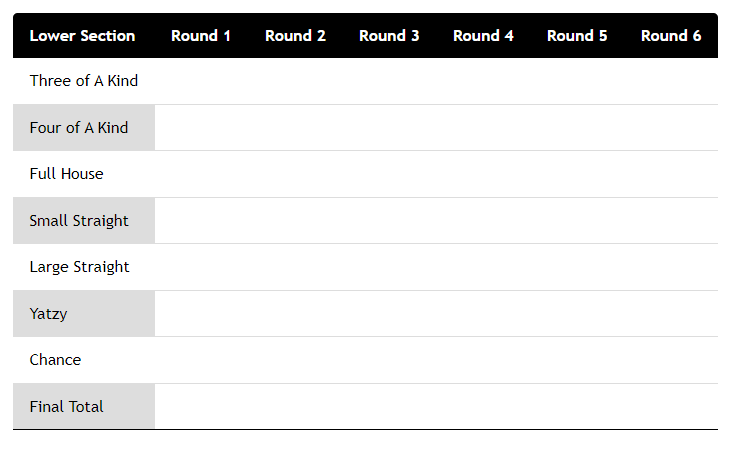 Lower Section Round 1 Round 2 Round 3 Round 4 Round 5 Round 6
Three of A Kind
Four of A Kind
Full House
Small Straight
Large Straight
Yatzy
Chance
Final Total